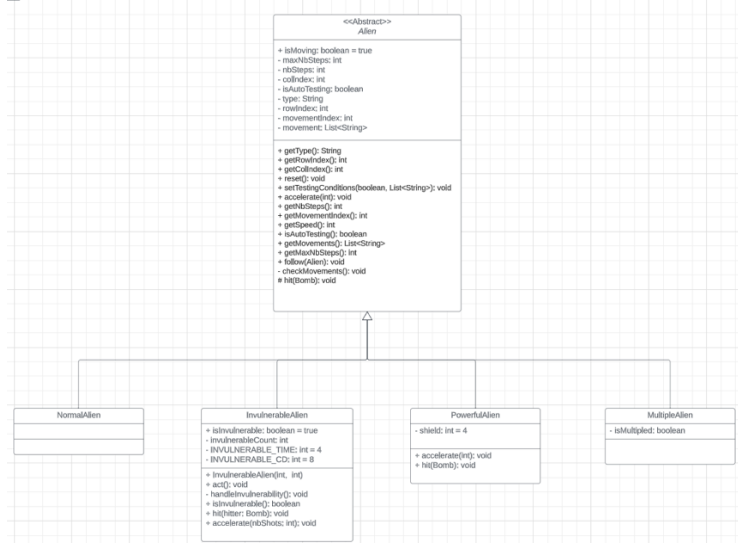 <<Abstract>>
Alien
+ isMoving: boolean = true
- maxNbSteps: int
- nbSteps: int
- colIndex: int
- isAutoTesting: boolean
- type: String
- rowIndex: int
- movementIndex: int
- movement: List<String>
+ getType(): String
+ getRowIndex(): int
+ getColIndex(): int
+ reset(): void
+ setTestingConditions(boolean, List<String>): void
+ accelerate(int): void
+ getNbSteps(): int
+ getMovementIndex(): int
+ getSpeed(): int
+ isAutoTesting(): boolean
+ getMovements(): List<String>
+ getMaxNbSteps(): int
+ follow(Alien): void
- checkMovements(): void
# hit(Bomb): void
NormalAlien
InvulnerableAlien
+ isInvulnerable: boolean = true
- invulnerableCount: int
- INVULNERABLE_TIME: int = 4
- INVULNERABLE_CD: int = 8
+ InvulnerableAlien(int, int)
+ act(): void
- handleInvulnerability(): void
+ isInvulnerable(): boolean
+ hit(hitter: Bomb): void
+ accelerate(nbShots: int): void
PowerfulAlien
- shield: int = 4
+ accelerate(int): void
+ hit(Bomb): void
MultipleAlien
- isMultipled: boolean